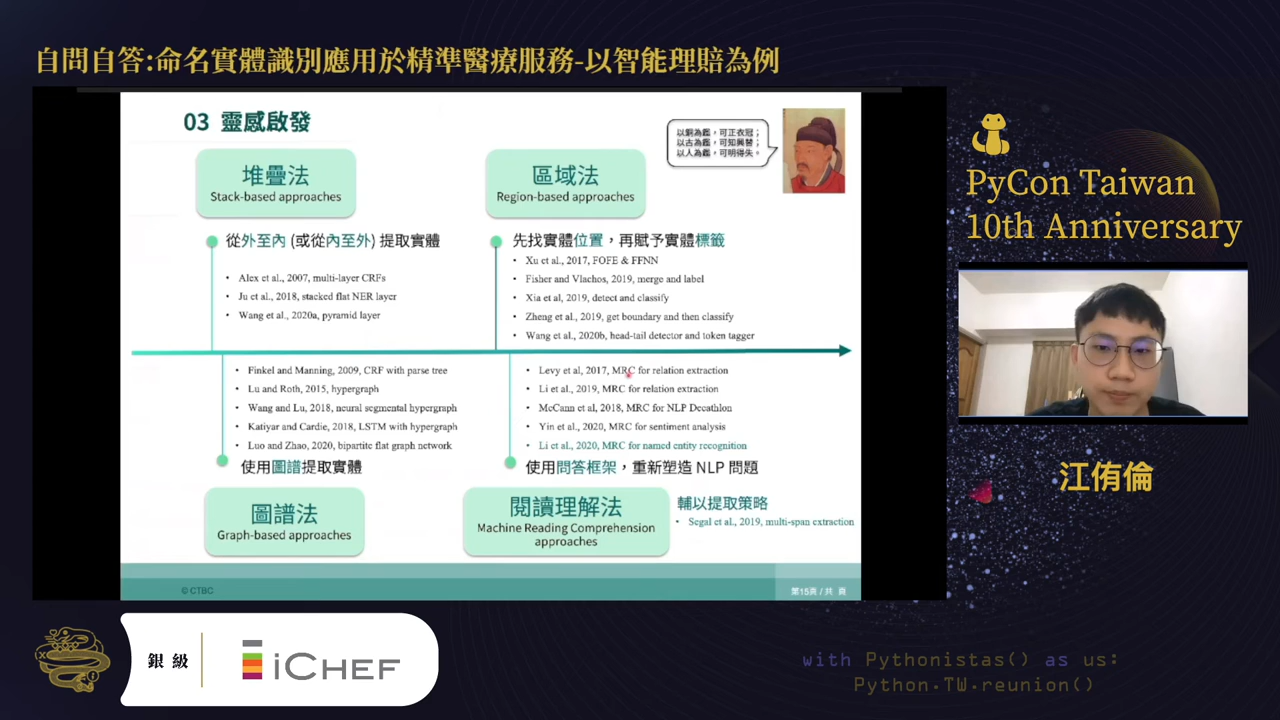 自問自答:命名實體識別應用於精準醫療服務-以智能理賠為例
03 靈感啟發
以銅為鑑,可正衣冠;
以古為鑑,可知興替;
以人為鑑,可明得失。
堆疊法
Stack-based approaches
從外至內 (或從內至外) 提取實體
• Alex et al., 2007, multi-layer CRFs
• Ju et al., 2018, stacked flat NER layer
• Wang et al., 2020a, pyramid layer
區域法
Region-based approaches
先找實體位置,再賦予實體標籤
• Xu et al., 2017, FOFE & FFNN
• Fisher and Vlachos, 2019, merge and label
• Xia et al, 2019, detect and classify
• Zheng et al., 2019, get boundary and then classify
• Wang et al., 2020b, head-tail detector and token tagger
• Finkel and Manning, 2009, CRF with parse tree
• Lu and Roth, 2015, hypergraph
• Wang and Lu, 2018, neural segmental hypergraph
• Katiyar and Cardie, 2018, LSTM with hypergraph
• Luo and Zhao, 2020, bipartite flat graph network
使用圖譜提取實體
圖譜法
Graph-based approaches
• Levy et al, 2017, MRC for relation extraction
• Li et al., 2019, MRC for relation extraction
• McCann et al, 2018, MRC for NLP Decathlon
• Yin et al., 2020, MRC for sentiment analysis
• Li et al., 2020, MRC for named entity recognition
使用問答框架,重新塑造 NLP 問題
閱讀理解法
Machine Reading Comprehension
approaches
輔以提取策略
• Segal et al., 2019, multi-span extraction
© CTBC
第15頁 / 共 頁
PyCon Taiwan
10th Anniversary
江侑倫
銀級
iCHEF
with Pythonistas() as us:
Python.TW.reunion()